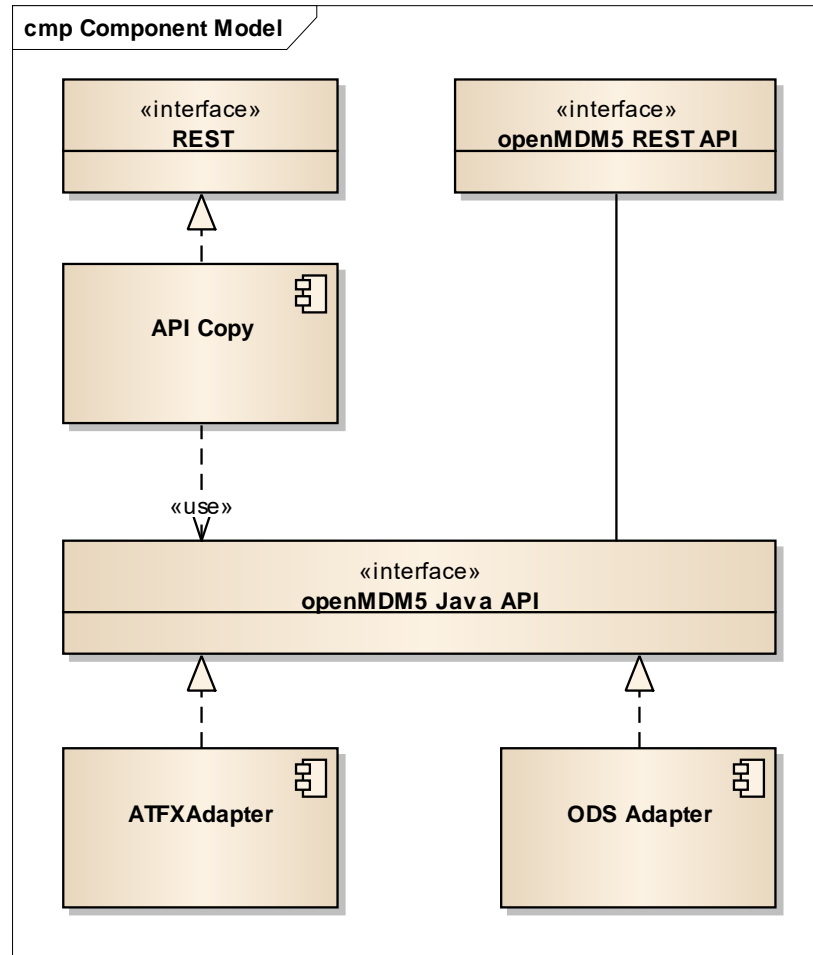 cmp Component Model
«interface»
REST
«interface»
openMDM5 REST API
API Copy
«use»
«interface»
openMDM5 Java API
ATFXAdapter
ODS Adapter